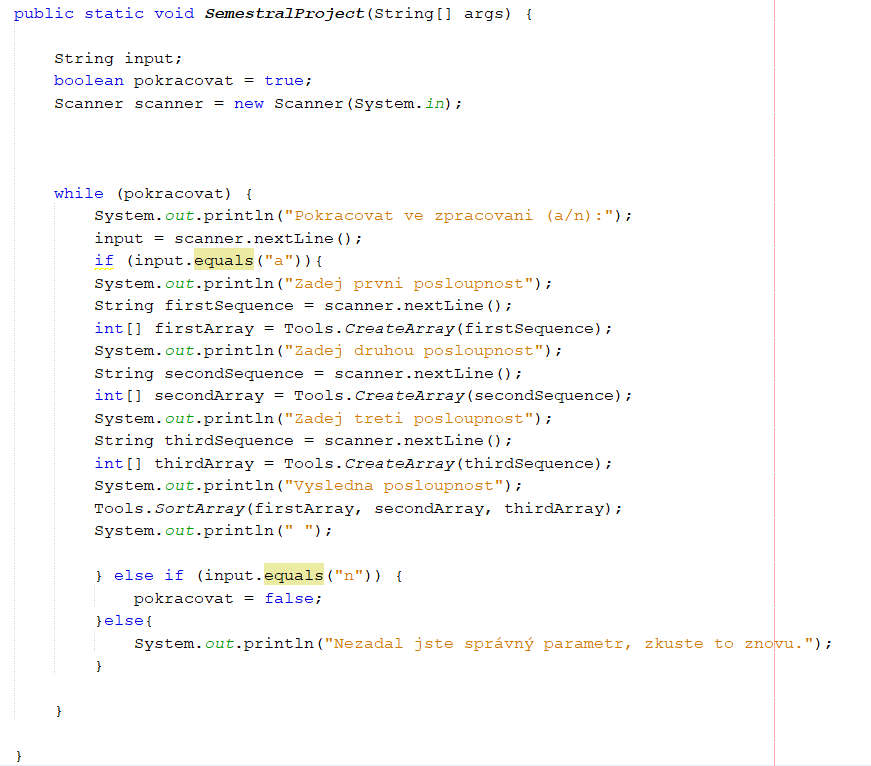 public static void SemestralProject(String[] args) {
String input;
boolean pokracovat = true;
Scanner scanner = new Scanner(System.in);
while (pokracovat) {
System.out.println("Pokracovat ve zpracovani (a/n):");
input = scanner.nextLine();
if (input.equals("a")){
System.out.println("Zadej prvni posloupnost");
String firstSequence = scanner.nextLine();
int[] firstArray = Tools.CreateArray(firstSequence);
System.out.println("Zadej druhou posloupnost");
String secondSequence = scanner.nextLine();
int[] secondArray = Tools.CreateArray(secondSequence);
System.out.println("Zadej treti posloupnost");
String thirdSequence = scanner.nextLine();
int[] thirdArray = Tools.CreateArray(thirdSequence);
System.out.println("Vysledna posloupnost");
Tools.SortArray(firstArray, secondArray, thirdArray);
System.out.println(" ");
} else if (input.equals("n")) {
pokracovat = false;
}else{
System.out.println("Nezadal jste správný parametr, zkuste to znovu.");
}
}
}